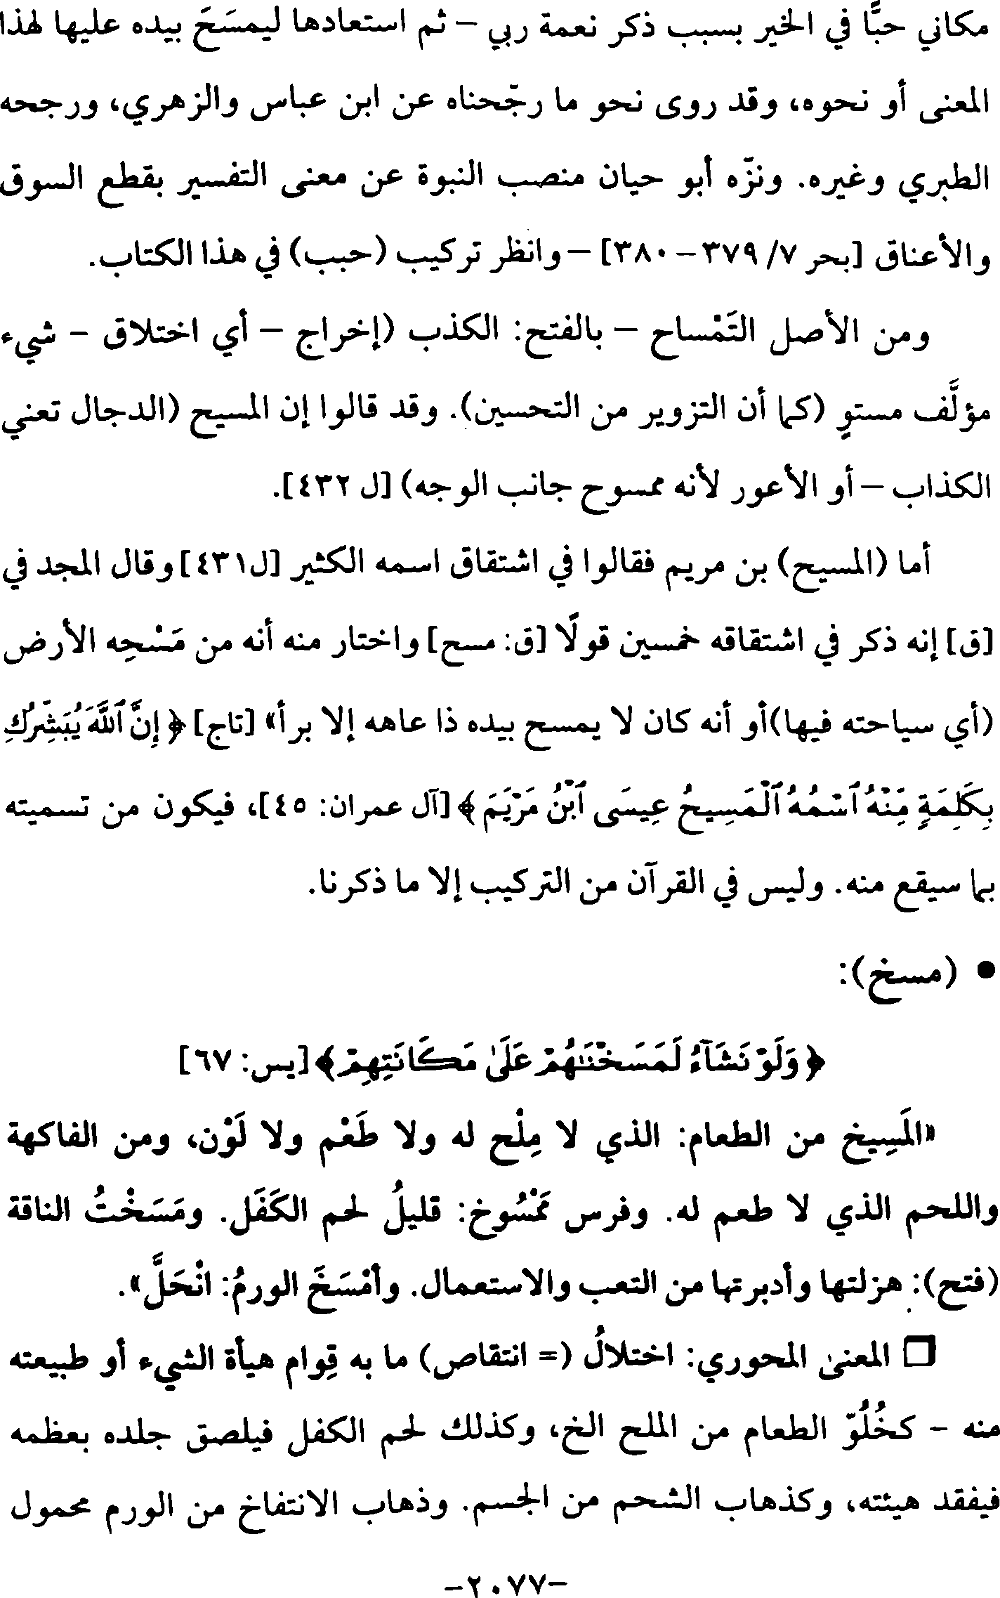 مكاني حبًّا في الخير بسبب ذكر نعمة ربي – ثم استعادها ليمسَحَ بيده عليها لهذا
المعنى أو نحوه، وقد روى نحو ما رجّحناه عن ابن عباس والزهري، ورجحه
الطبري وغيره. ونزّه أبو حيان منصب النبوة عن معنى التفسير بقطع السوق
والأعناق [بحر ٧/ ٣٧٩ – ٣٨٠] – وانظر تركيب (حبب) في هذا الكتاب.
ومن الأصل التَمْساح – بالفتح: الكذب (إخراج – أي اختلاق – شيء
مؤلَّف مستوٍ (كما أن التزوير من التحسين). وقد قالوا إن المسيح (الدجال تعني
الكذاب – أو الأعور لأنه ممسوح جانب الوجه) [ل ٤٣٢].
أما (المسيح) بن مريم فقالوا في اشتقاق اسمه الكثير [ل٤٣١] وقال المجد في
[ق] إنه ذكر في اشتقاقه خمسين قولًا [ق: مسح] واختار منه أنه من مَسْحِه الأرض
(أي سياحته فيها)أو أنه كان لا يمسح بيده ذا عاهه إلا برأ» [تاج] ﴿ إِنَّ ٱللَّهَ يُبَشِّرُكِ
بِكَلِمَةٍ مِّنْهُ ٱسْمُهُ ٱلْمَسِيحُ عِيسَى ٱبْنُ مَرْيَمَ ﴾ [آل عمران: ٤٥]، فيكون من تسميته
بما سيقع منه. وليس في القرآن من التركيب إلا ما ذكرنا.
● (مسخ):
﴿ وَلَوْ نَشَآءُ لَمَسَخْنَٰهُمْ عَلَىٰ مَكَانَتِهِمْ ﴾ [يس: ٦٧]
«المَسِيخ من الطعام: الذي لا مِلْح له ولا طَعْم ولا لَوْن، ومن الفاكهة
واللحم الذي لا طعم له. وفرس مَمْسُوخ: قليلُ لحم الكَفَل. ومَسَخْتُ الناقة
(فتح): هزلتها وأدبرتها من التعب والاستعمال. وأمْسَخَ الورمُ: انْحَلَّ».
❒ المعنى المحوري: اختلالُ (= انتقاص) ما به قِوام هيأة الشيء أو طبيعته
منه – كخُلُوّ الطعام من الملح الخ، وكذلك لحم الكفل فيلصق جلده بعظمه
فيفقد هيئته، وكذهاب الشحم من الجسم. وذهاب الانتفاخ من الورم محمول
-٢٠٧٧-